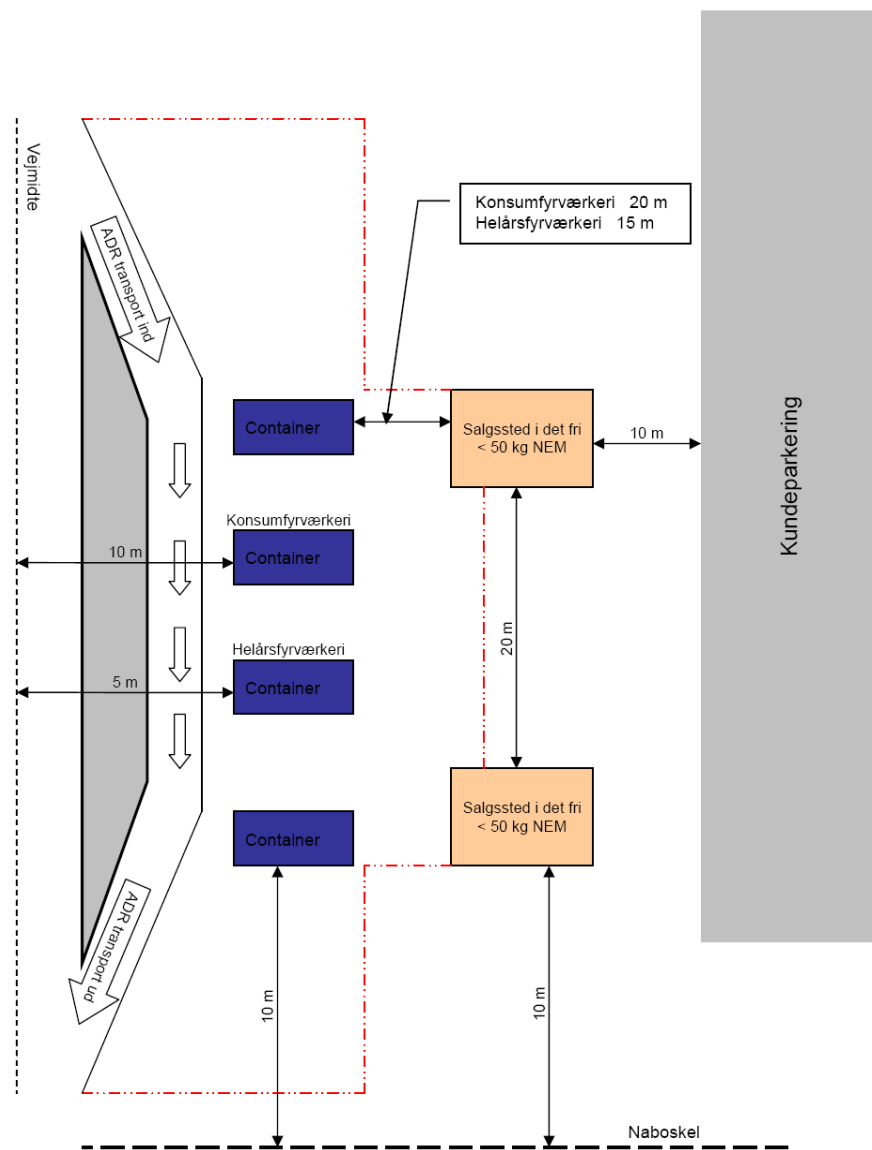 Vejmidte
ADR transport ind
Konsumfyrværkeri 20 m
Helårsfyrværkeri 15 m
Container
Salgssted i det fri
< 50 kg NEM
10 m
Kundeparkering
Konsumfyrværkeri
10 m
Container
20 m
Helårsfyrværkeri
5 m
Container
Salgssted i det fri
< 50 kg NEM
Container
ADR transport ud
10 m
10 m
Naboskel